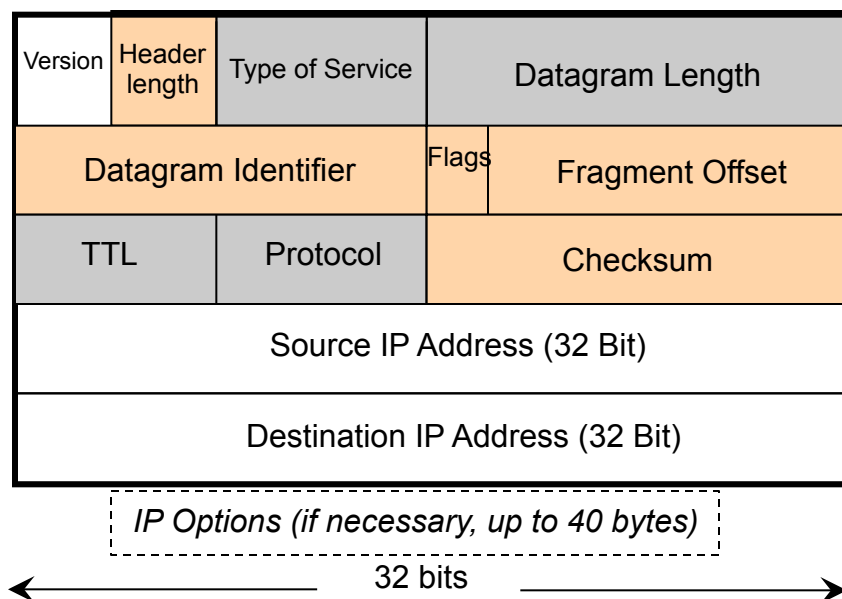 Version
Header
length
Type of Service
Datagram Length
Datagram Identifier
Flags
Fragment Offset
TTL
Protocol
Checksum
Source IP Address (32 Bit)
Destination IP Address (32 Bit)
IP Options (if necessary, up to 40 bytes)
32 bits